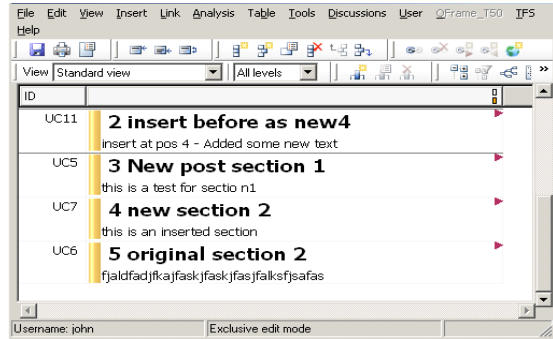 File Edit View Insert Link Analysis Table Tools Discussions User QFrame_T50 IFS
Help
View Standard view All levels
ID
UC11 2 insert before as new4
insert at pos 4 - Added some new text
UC5 3 New post section 1
this is a test for sectio n1
UC7 4 new section 2
this is an inserted section
UC6 5 original section 2
fjaldfadjfkajfaskjfaskjfasjfalksfjsafas
Username: john Exclusive edit mode